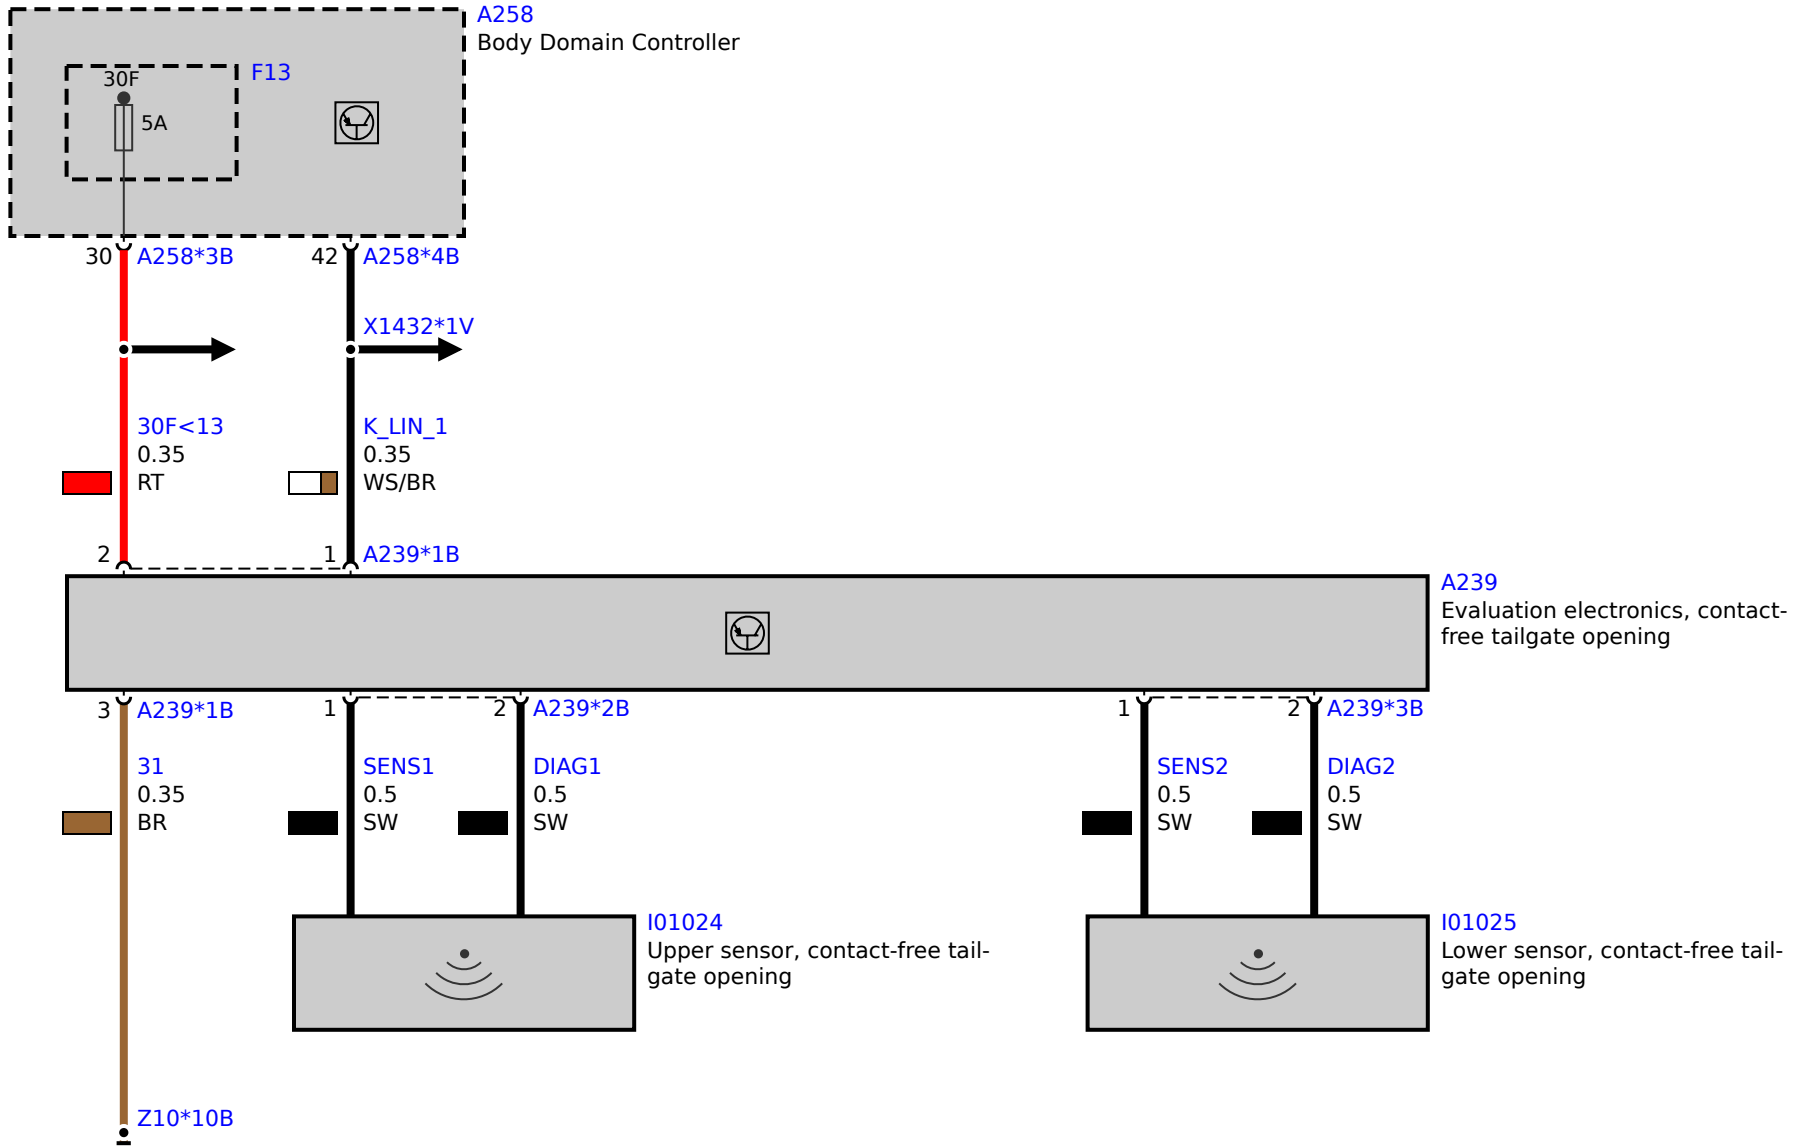 A258
Body Domain Controller
30F
F13
5A
30
A258*3B
42
A258*4B
X1432*1V
30F<13
0.35
RT
K_LIN_1
0.35
WS/BR
2
1
A239*1B
A239
Evaluation electronics, contact-
free tailgate opening
3
A239*1B
1
2
A239*2B
1
2
A239*3B
31
0.35
BR
SENS1
0.5
SW
DIAG1
0.5
SW
SENS2
0.5
SW
DIAG2
0.5
SW
I01024
Upper sensor, contact-free tail-
gate opening
I01025
Lower sensor, contact-free tail-
gate opening
Z10*10B